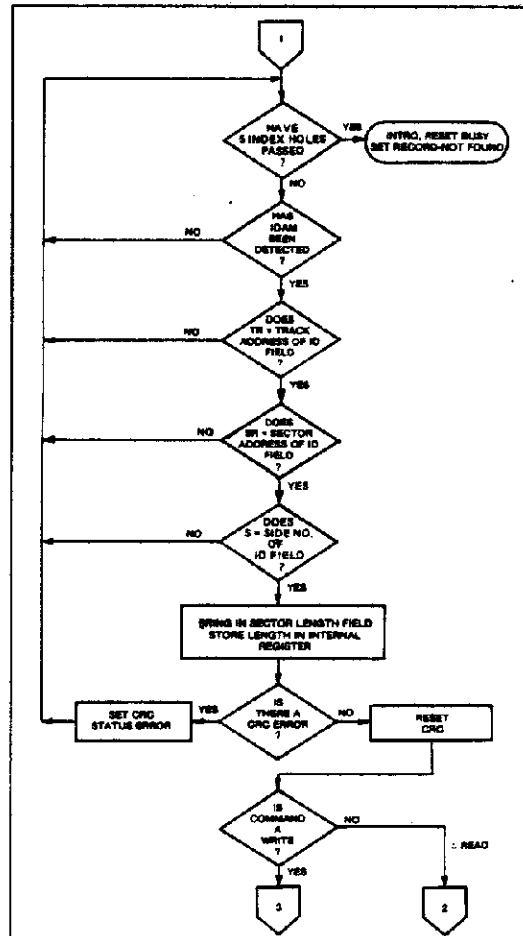 1
HAVE
5 INDEX HOLES
PASSED
?
YES
INTRQ, RESET BUSY
SET RECORD-NOT FOUND
NO
HAS
IDAM
BEEN
DETECTED
?
NO
YES
DOES
TR = TRACK
ADDRESS OF ID
FIELD
?
NO
YES
DOES
SR = SECTOR
ADDRESS OF ID
FIELD
?
NO
YES
DOES
S = SIDE NO.
OF
ID FIELD
?
NO
YES
BRING IN SECTOR LENGTH FIELD
STORE LENGTH IN INTERNAL
REGISTER
IS
THERE A
CRC ERROR
?
YES
SET CRC
STATUS ERROR
NO
RESET
CRC
IS
COMMAND
A
WRITE
?
NO
∴ READ
YES
3
2